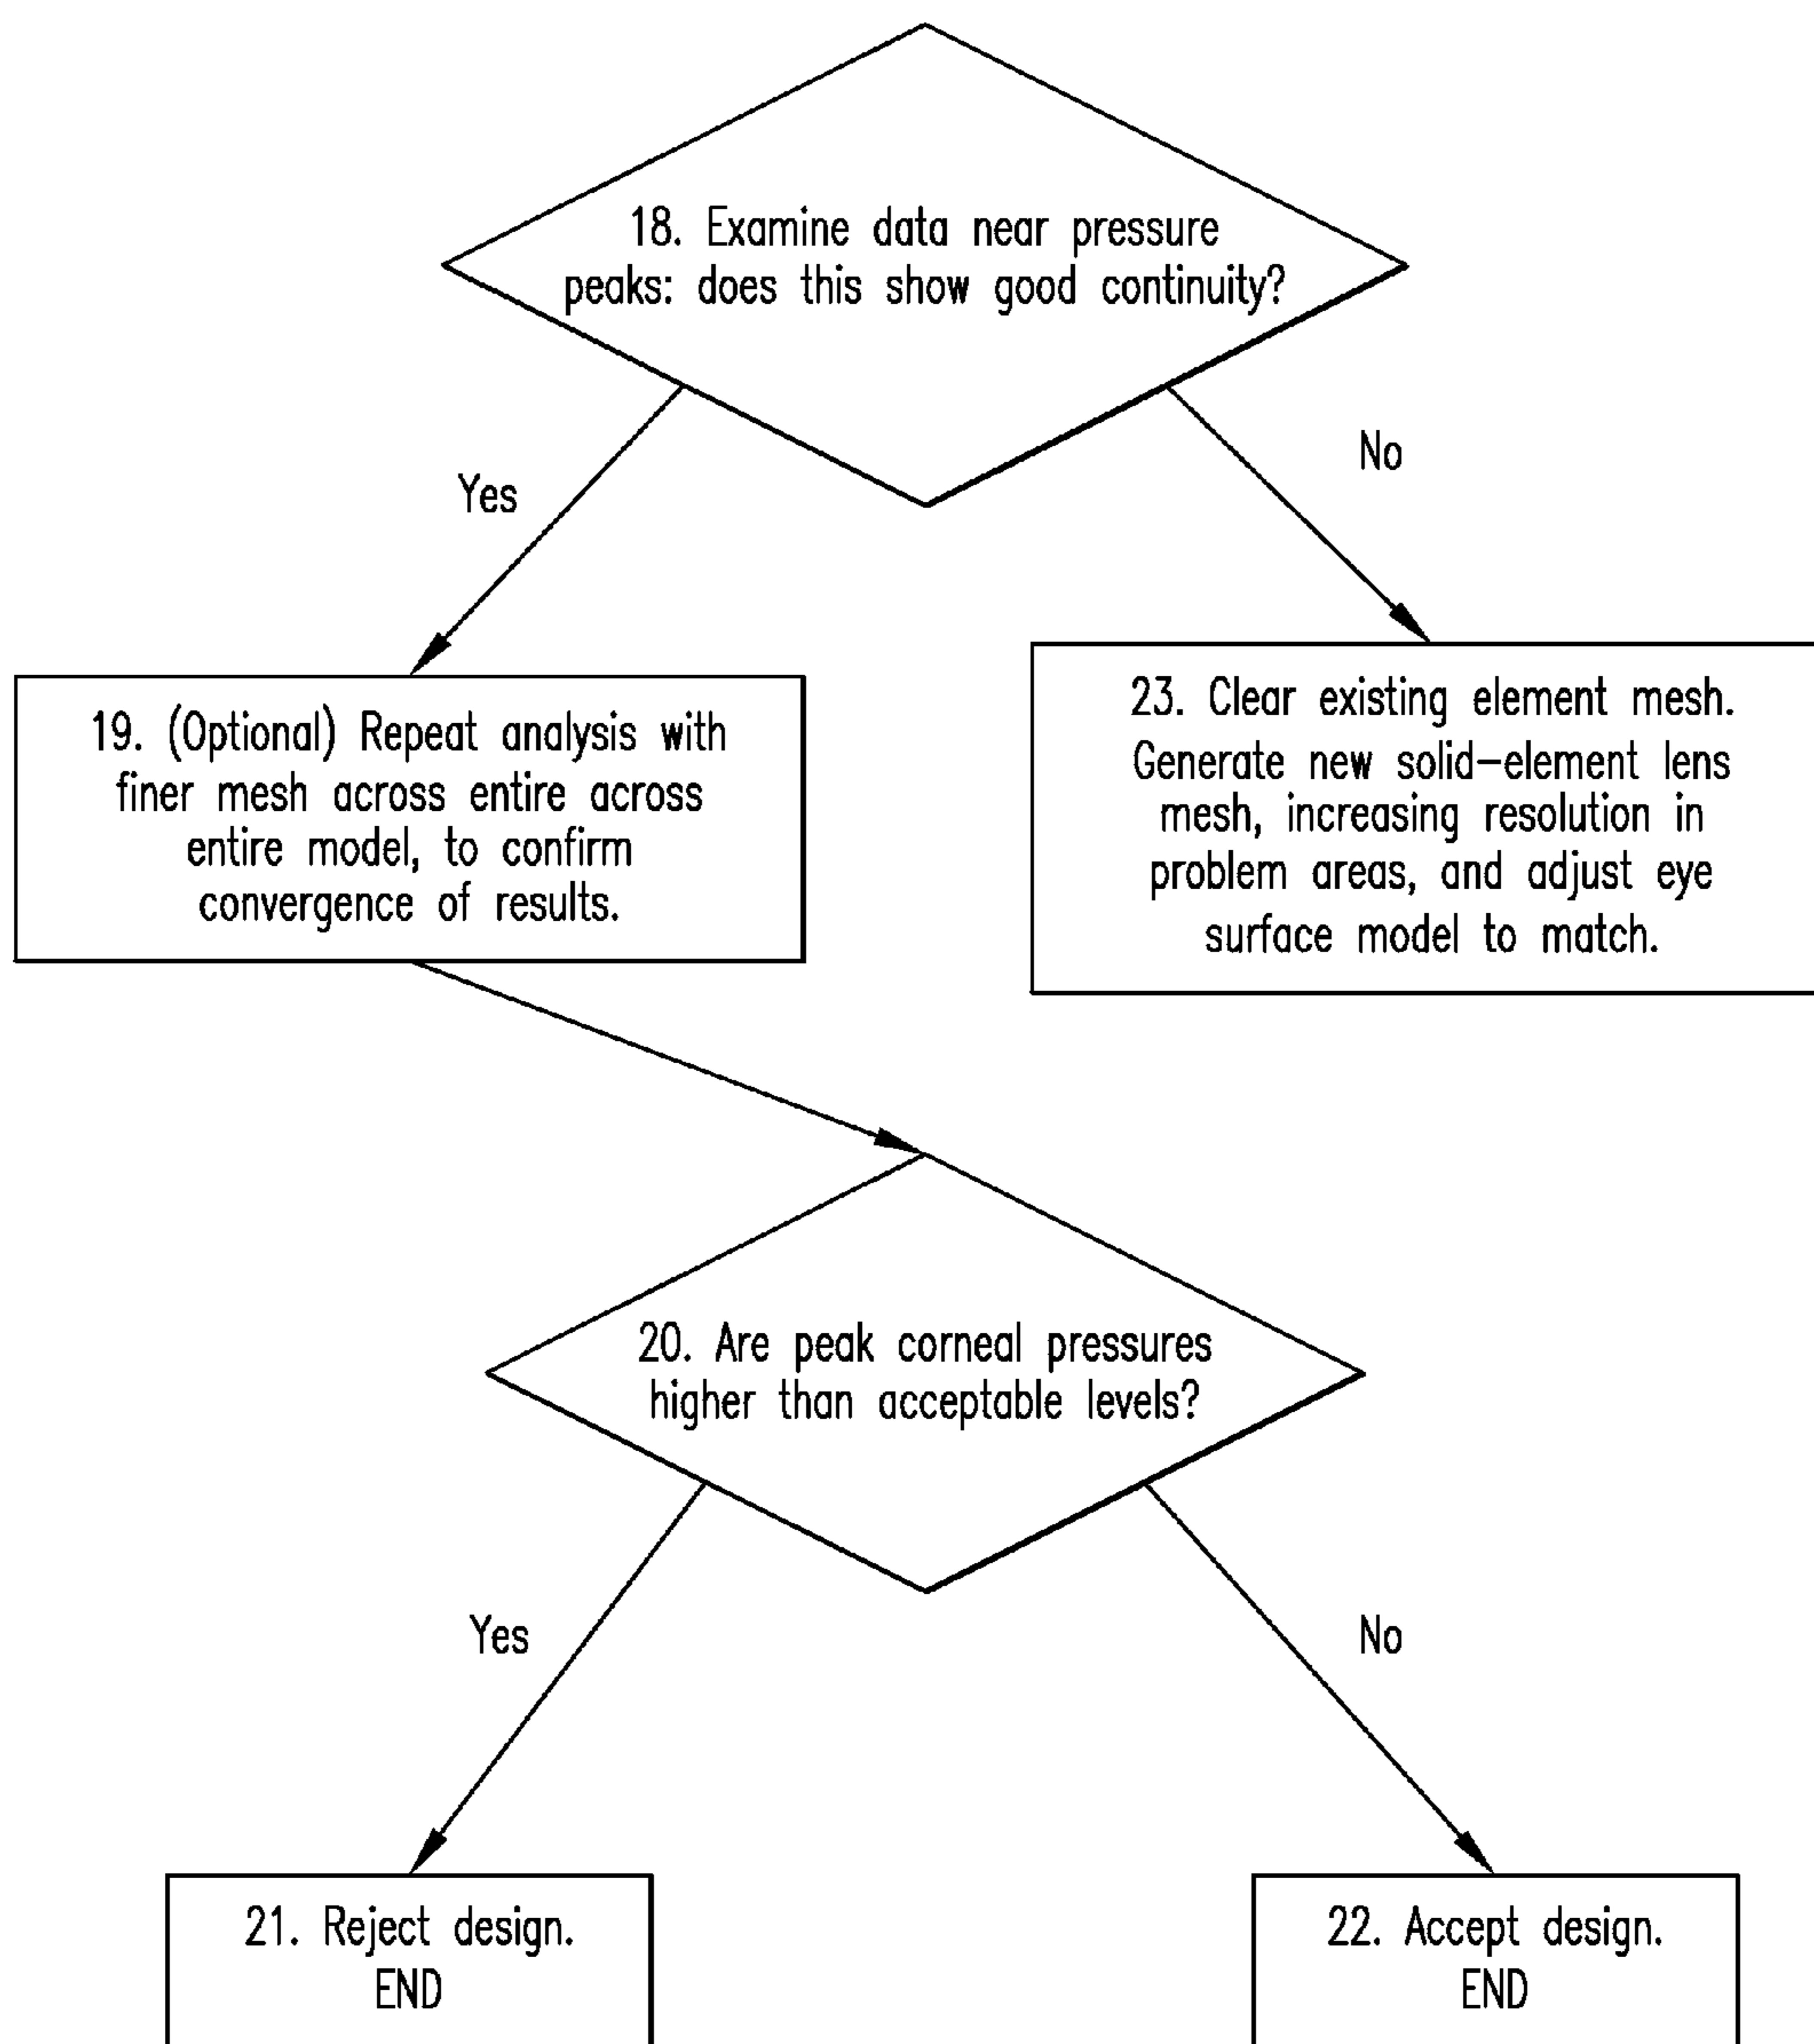 18. Examine data near pressure
peaks: does this show good continuity?
Yes
No
19. (Optional) Repeat analysis with
finer mesh across entire across
entire model, to confirm
convergence of results.
23. Clear existing element mesh.
Generate new solid-element lens
mesh, increasing resolution in
problem areas, and adjust eye
surface model to match.
20. Are peak corneal pressures
higher than acceptable levels?
Yes
No
21. Reject design.
END
22. Accept design.
END